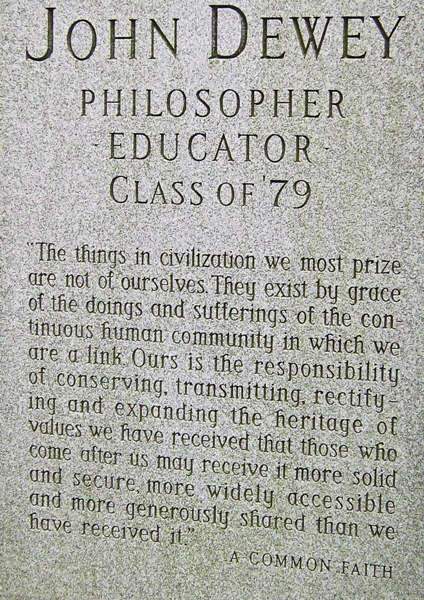 JOHN DEWEY
PHILOSOPHER
·EDUCATOR·
CLASS OF '79
"The things in civilization we most prize
are not of ourselves. They exist by grace
of the doings and sufferings of the con-
tinuous human community in which we
are a link. Ours is the responsibility
of conserving, transmitting, rectify-
ing and expanding the heritage of
values we have received that those who
come after us may receive it more solid
and secure, more widely accessible
and more generously shared than we
have received it."
A COMMON FAITH